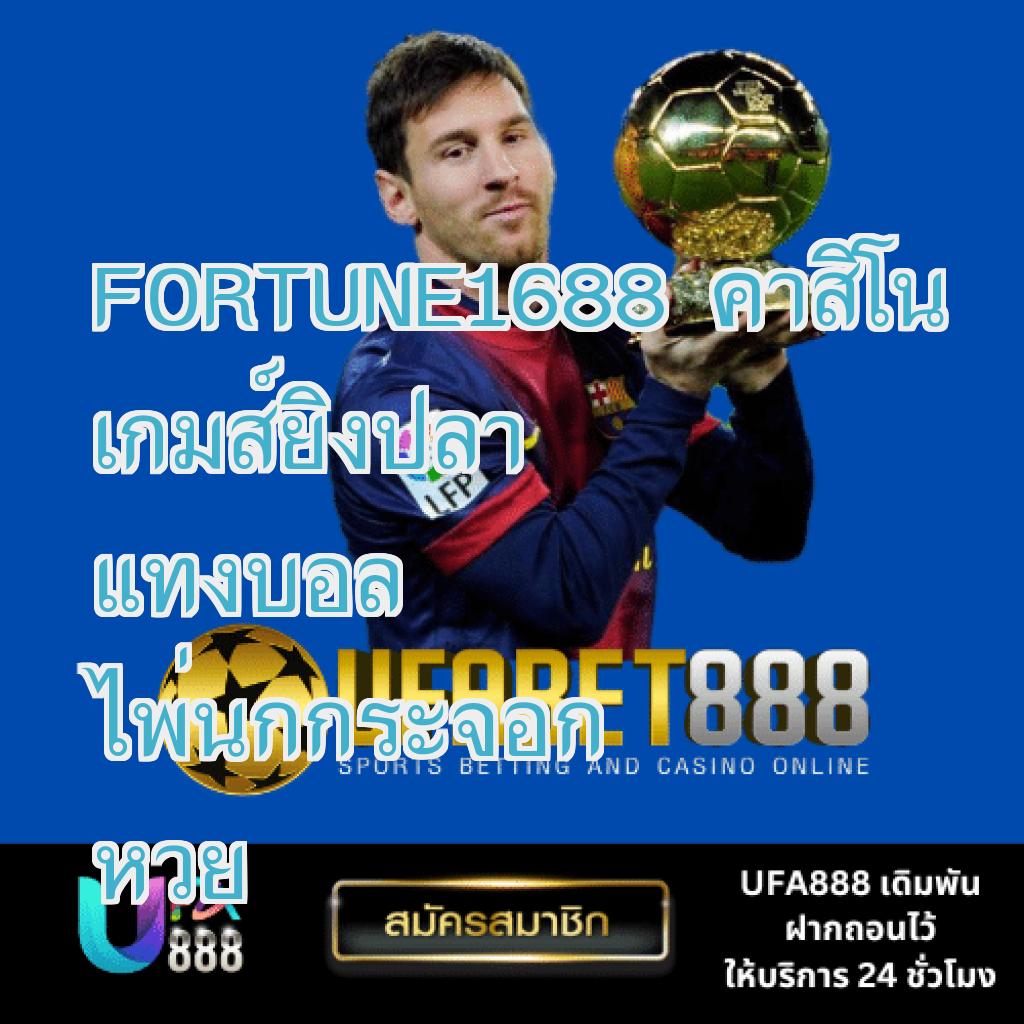 FORTUNE1688 คาสิโน
เกมส์ยิงปลา
LFP
แทงบอล
UFABET888
ไพ่นกกระจอก
SPORTS BETTING AND CASINO ONLINE
หวย
UFA
888
สมัครสมาชิก
UFA888 เดิมพัน
ฝากถอนไว้
ให้บริการ 24 ชั่วโมง